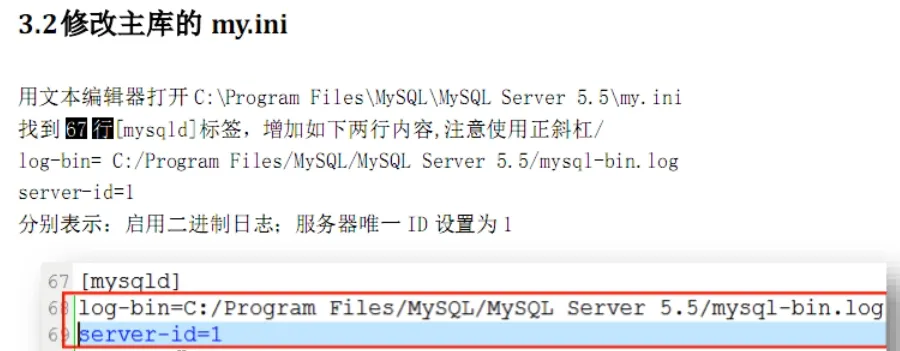 3.2修改主库的 my.ini
用文本编辑器打开 C:\Program Files\MySQL\MySQL Server 5.5\my.ini
找到 67 行[mysqld]标签，增加如下两行内容,注意使用正斜杠/
log-bin= C:/Program Files/MySQL/MySQL Server 5.5/mysql-bin.log
server-id=1
分别表示：启用二进制日志；服务器唯一 ID 设置为 1
67 [mysqld]
68 log-bin=C:/Program Files/MySQL/MySQL Server 5.5/mysql-bin.log
69 server-id=1